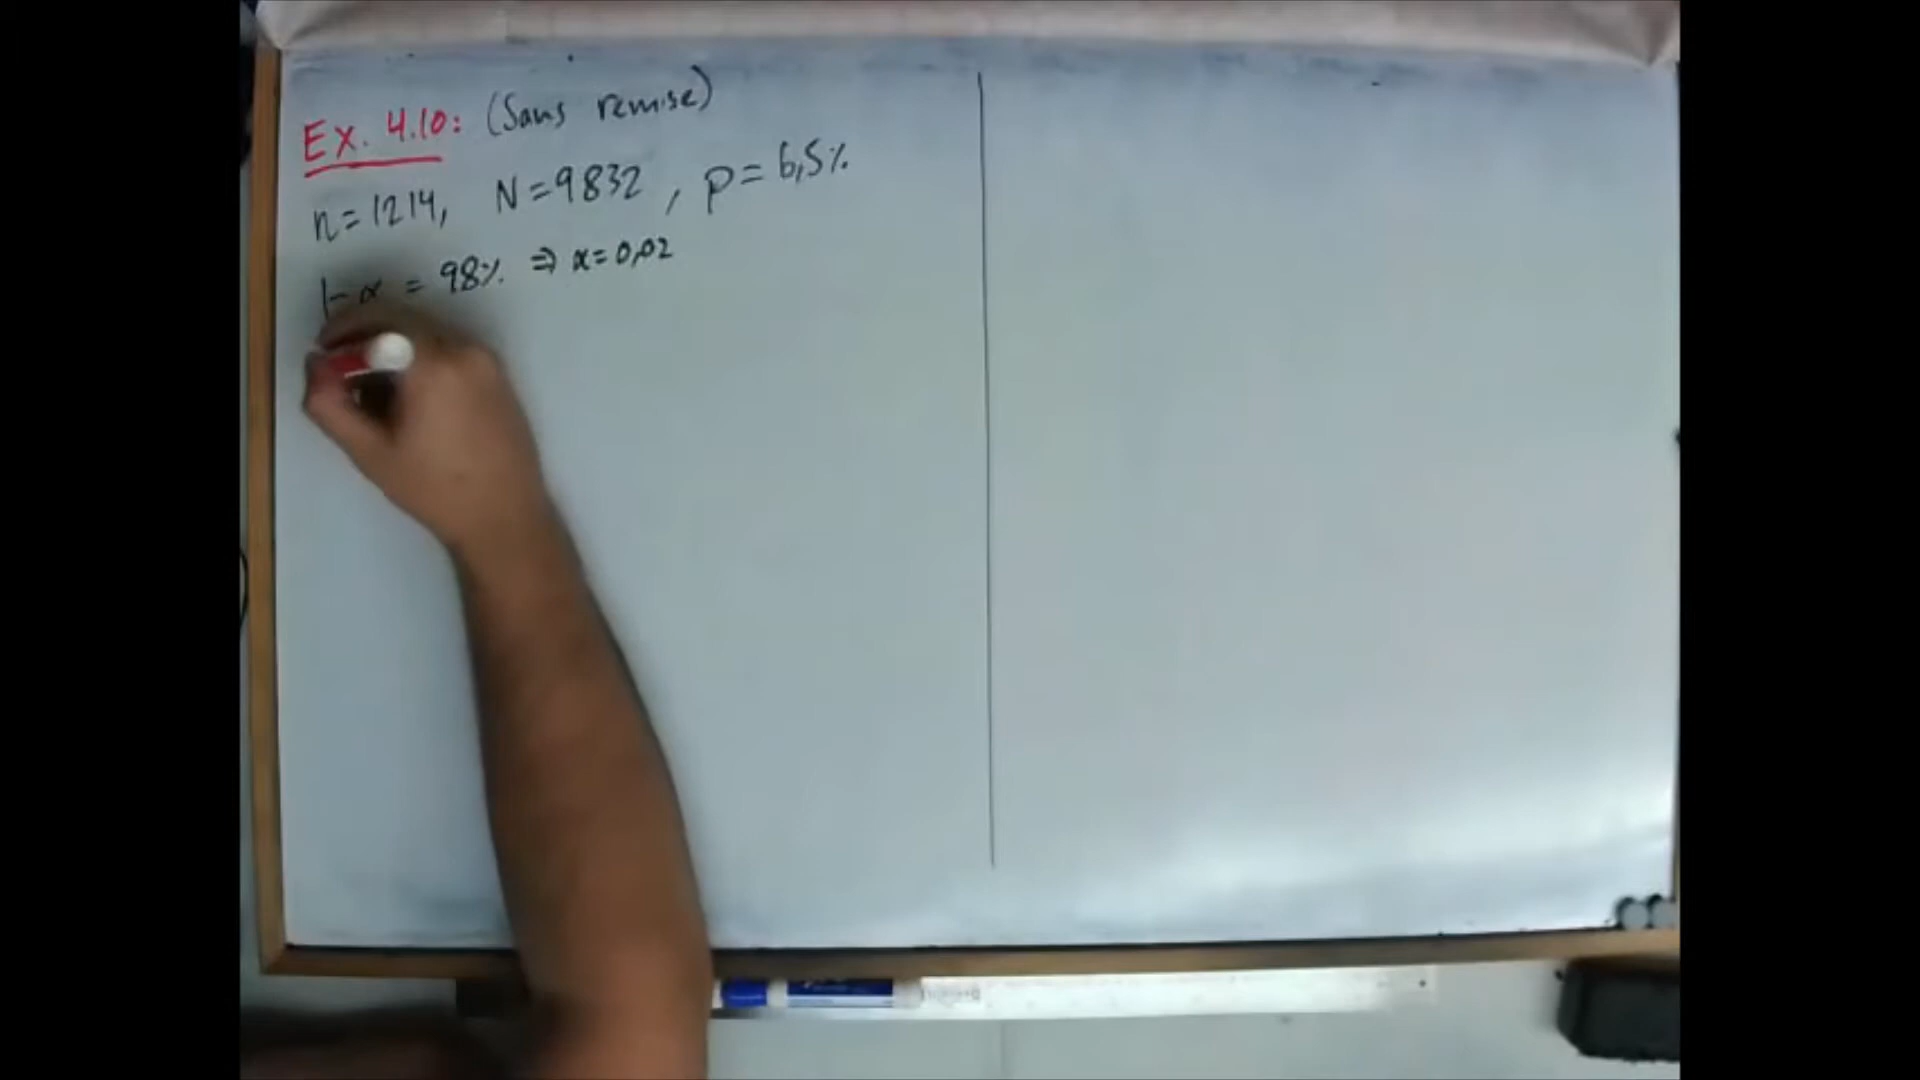 Ex. 4.10: (Sans remise)
n=1214, N=9832, p=6,5%
1-α = 98% ⇒ α=0,02